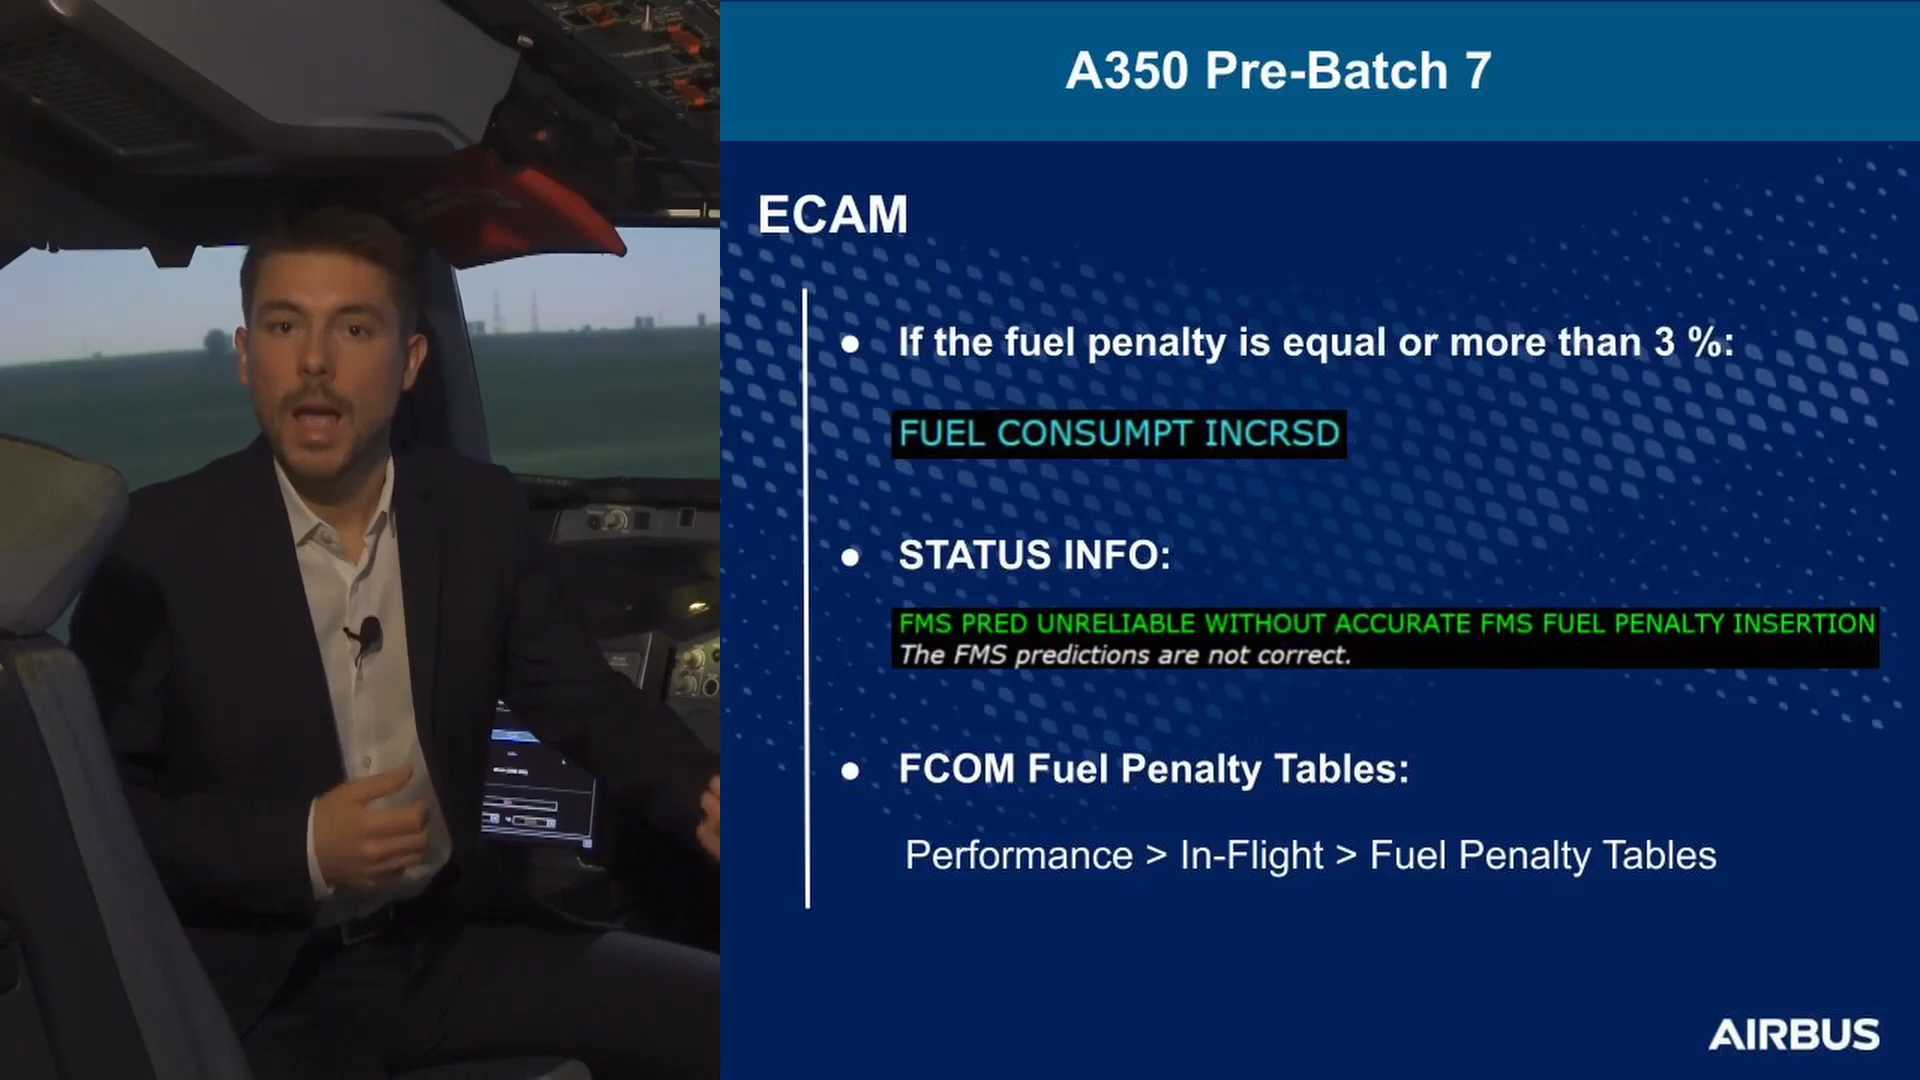 A350 Pre-Batch 7
ECAM
If the fuel penalty is equal or more than 3 %:
FUEL CONSUMPT INCRSD
STATUS INFO:
FMS PRED UNRELIABLE WITHOUT ACCURATE FMS FUEL PENALTY INSERTION
The FMS predictions are not correct.
FCOM Fuel Penalty Tables:
Performance > In-Flight > Fuel Penalty Tables
AIRBUS